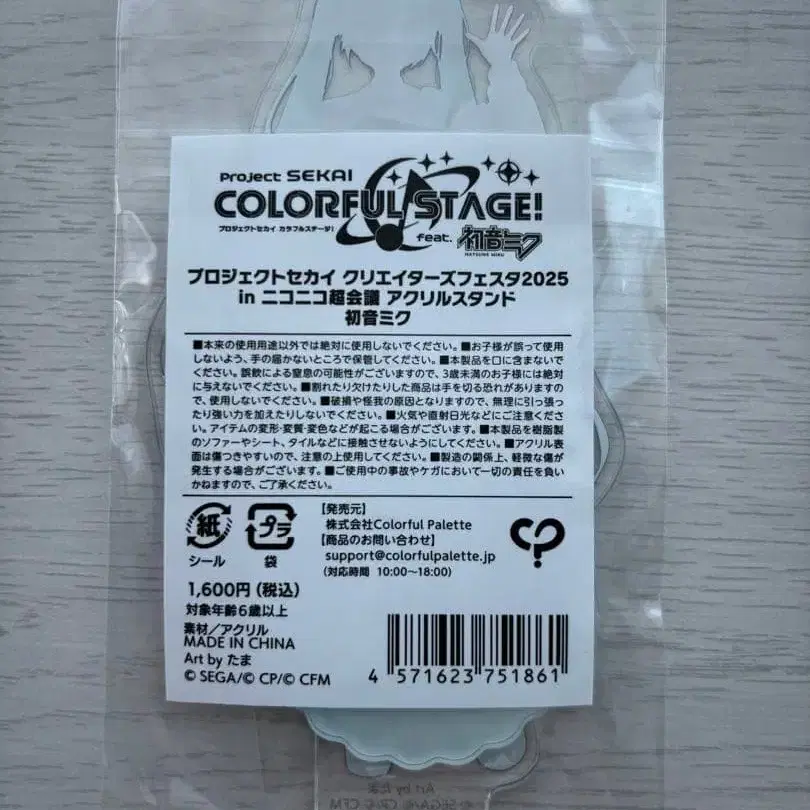 Project SEKAI
COLORFUL STAGE!
プロジェクトセカイ カラフルステージ!
feat. 初音ミク
HATSUNE MIKU
プロジェクトセカイ クリエイターズフェスタ2025
in ニコニコ超会議 アクリルスタンド
初音ミク
■本来の使用用途以外では絶対に使用しないでください。■お子様が誤って使用
しないよう、手の届かないところで保管してください。■本製品を口に含まないで
ください。誤飲による窒息の可能性がございますので、3歳未満のお子様には絶対
に与えないでください。■割れたり欠けたりした商品は手を切る恐れがありますの
で、使用しないでください。■破損や怪我の原因となりますので、無理に引っ張っ
たり強い力を加えたりしないでください。■火気や直射日光などにご注意くださ
い。アイテムの変形・変質・変色などが起こる場合がございます。■本製品を樹脂製
のソファーやシート、タイルなどに接触させないようにしてください。■アクリル表
面は傷つきやすいので、注意の上使用してください。■製造の関係上、軽微な傷が
発生する場合がございます。■ご使用中の事故やケガにおいて一切の責任を負い
かねますので、ご了承ください。
紙
シール
プラ
袋
【発売元】
株式会社Colorful Palette
【商品のお問い合わせ】
support@colorfulpalette.jp
(対応時間 10:00〜18:00)
1,600円(税込)
対象年齢6歳以上
素材/アクリル
MADE IN CHINA
Art by たま
© SEGA/© CP/© CFM
4 571623 751861
Art by たま
© SEGA/© CP/© CFM